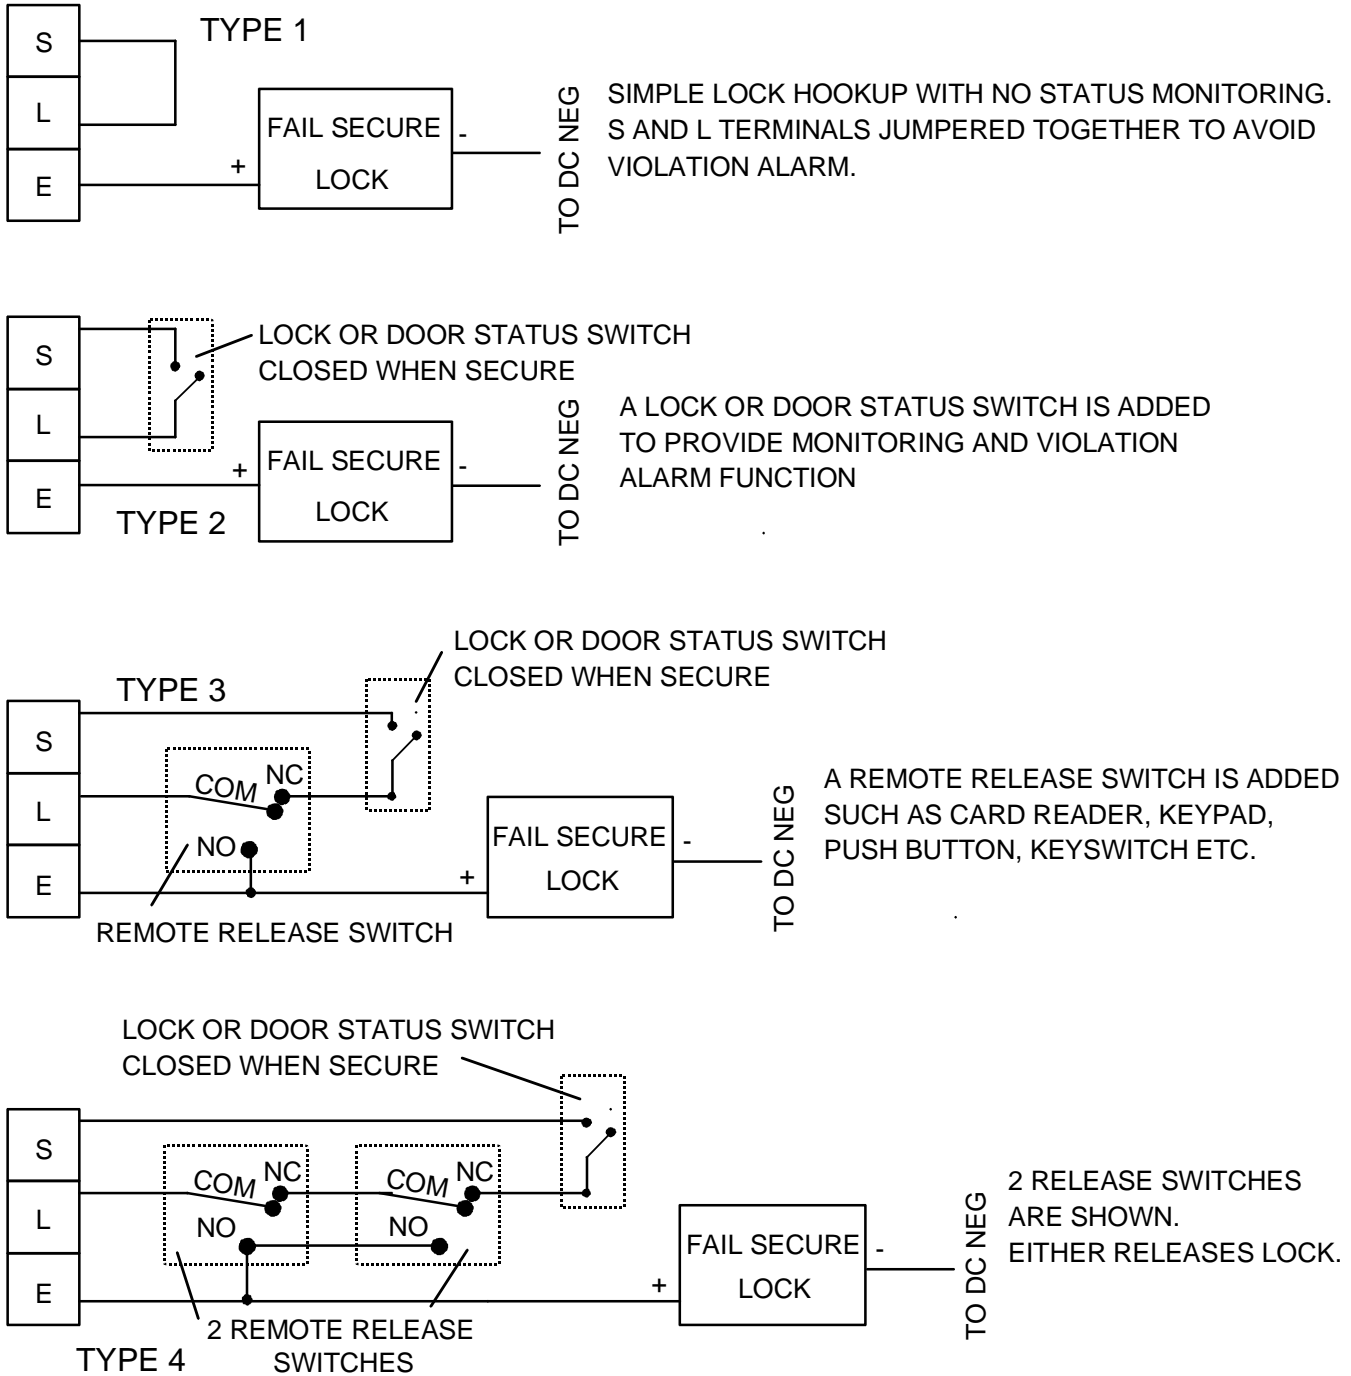 TYPE 1
S
L
E
+
FAIL SECURE
LOCK
-
TO DC NEG
SIMPLE LOCK HOOKUP WITH NO STATUS MONITORING.
S AND L TERMINALS JUMPERED TOGETHER TO AVOID
VIOLATION ALARM.
S
L
E
LOCK OR DOOR STATUS SWITCH
CLOSED WHEN SECURE
+
FAIL SECURE
LOCK
-
TO DC NEG
A LOCK OR DOOR STATUS SWITCH IS ADDED
TO PROVIDE MONITORING AND VIOLATION
ALARM FUNCTION
TYPE 2
LOCK OR DOOR STATUS SWITCH
CLOSED WHEN SECURE
TYPE 3
S
L
E
COM
NC
NO
+
FAIL SECURE
LOCK
-
TO DC NEG
A REMOTE RELEASE SWITCH IS ADDED
SUCH AS CARD READER, KEYPAD,
PUSH BUTTON, KEYSWITCH ETC.
REMOTE RELEASE SWITCH
LOCK OR DOOR STATUS SWITCH
CLOSED WHEN SECURE
S
L
E
COM
NC
NO
COM
NC
NO
+
FAIL SECURE
LOCK
-
TO DC NEG
2 RELEASE SWITCHES
ARE SHOWN.
EITHER RELEASES LOCK.
2 REMOTE RELEASE
SWITCHES
TYPE 4